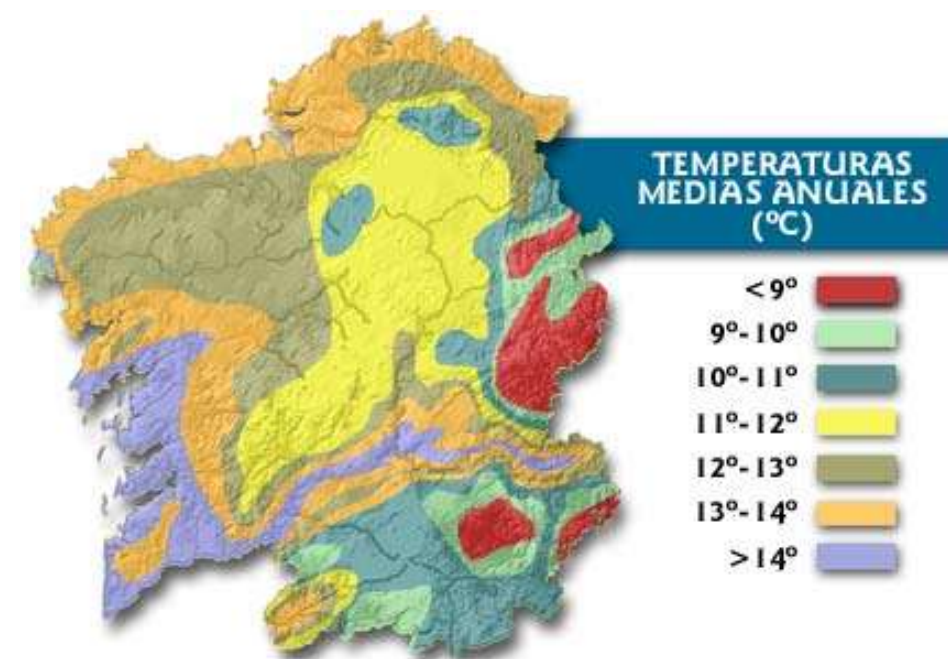 TEMPERATURAS
MEDIAS ANUALES
(ºC)
<9º
9º-10º
10º-11º
11º-12º
12º-13º
13º-14º
>14º